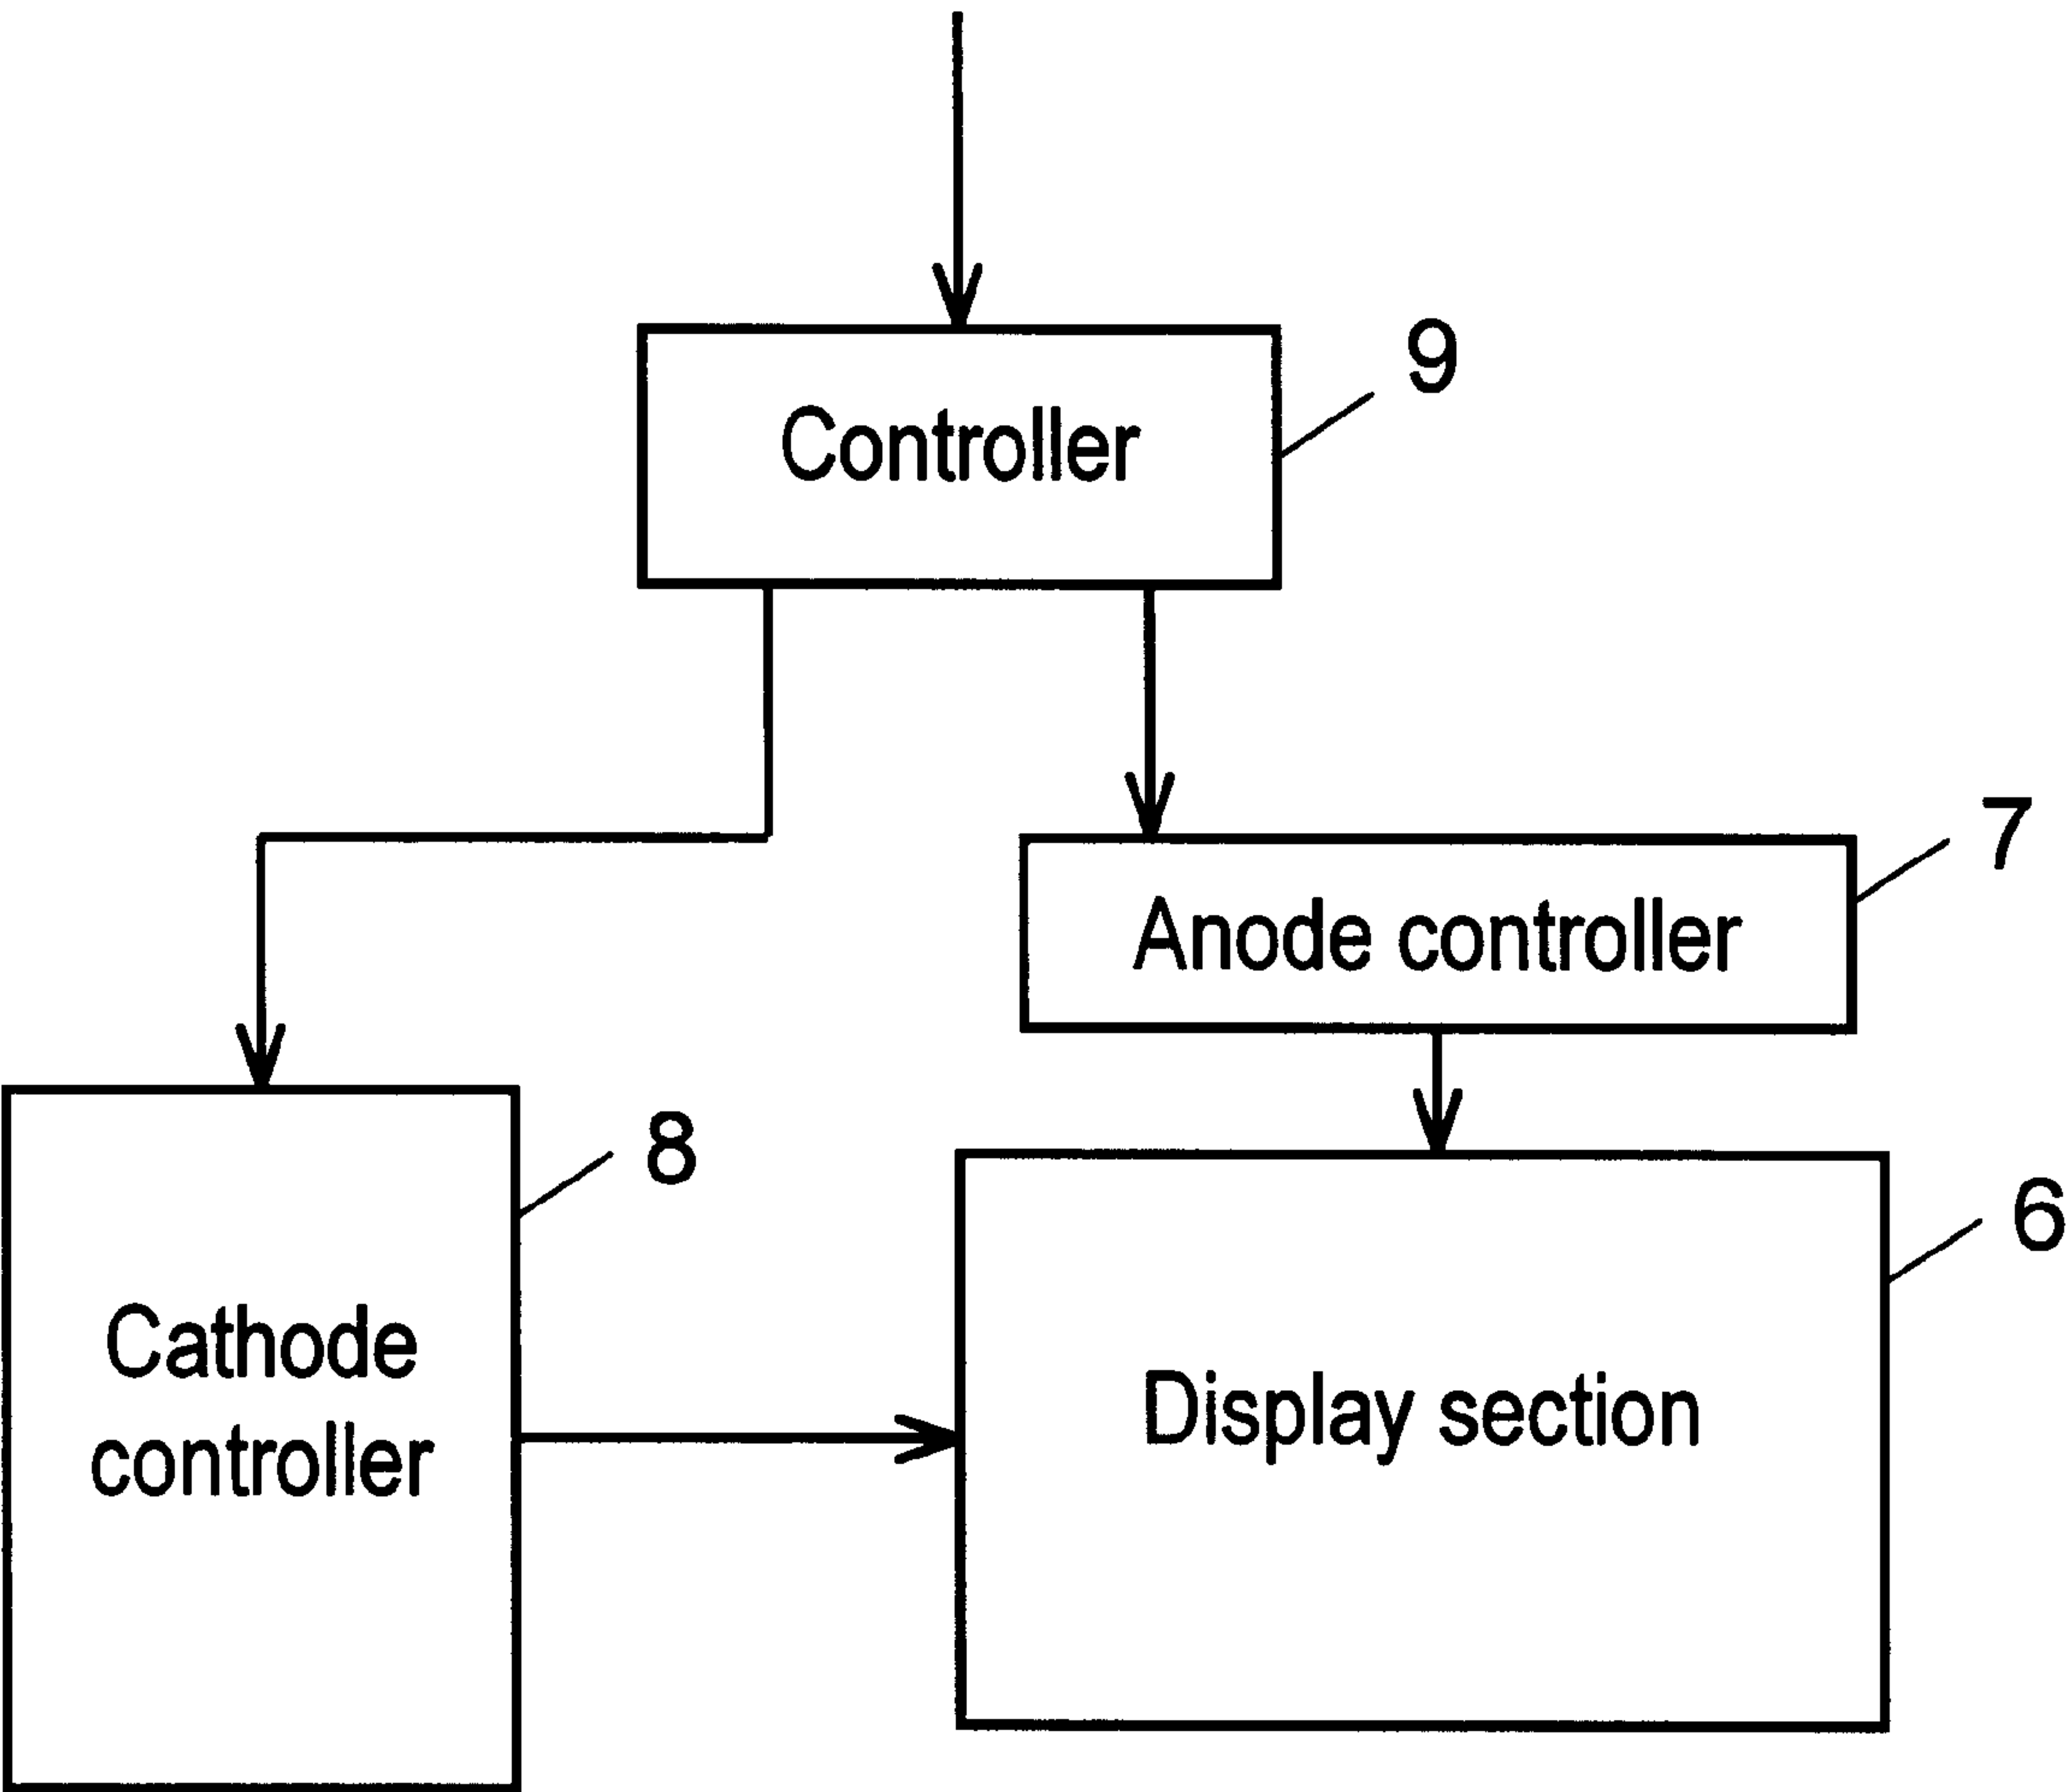 9
Controller
7
Anode controller
8
6
Cathode
controller
Display section